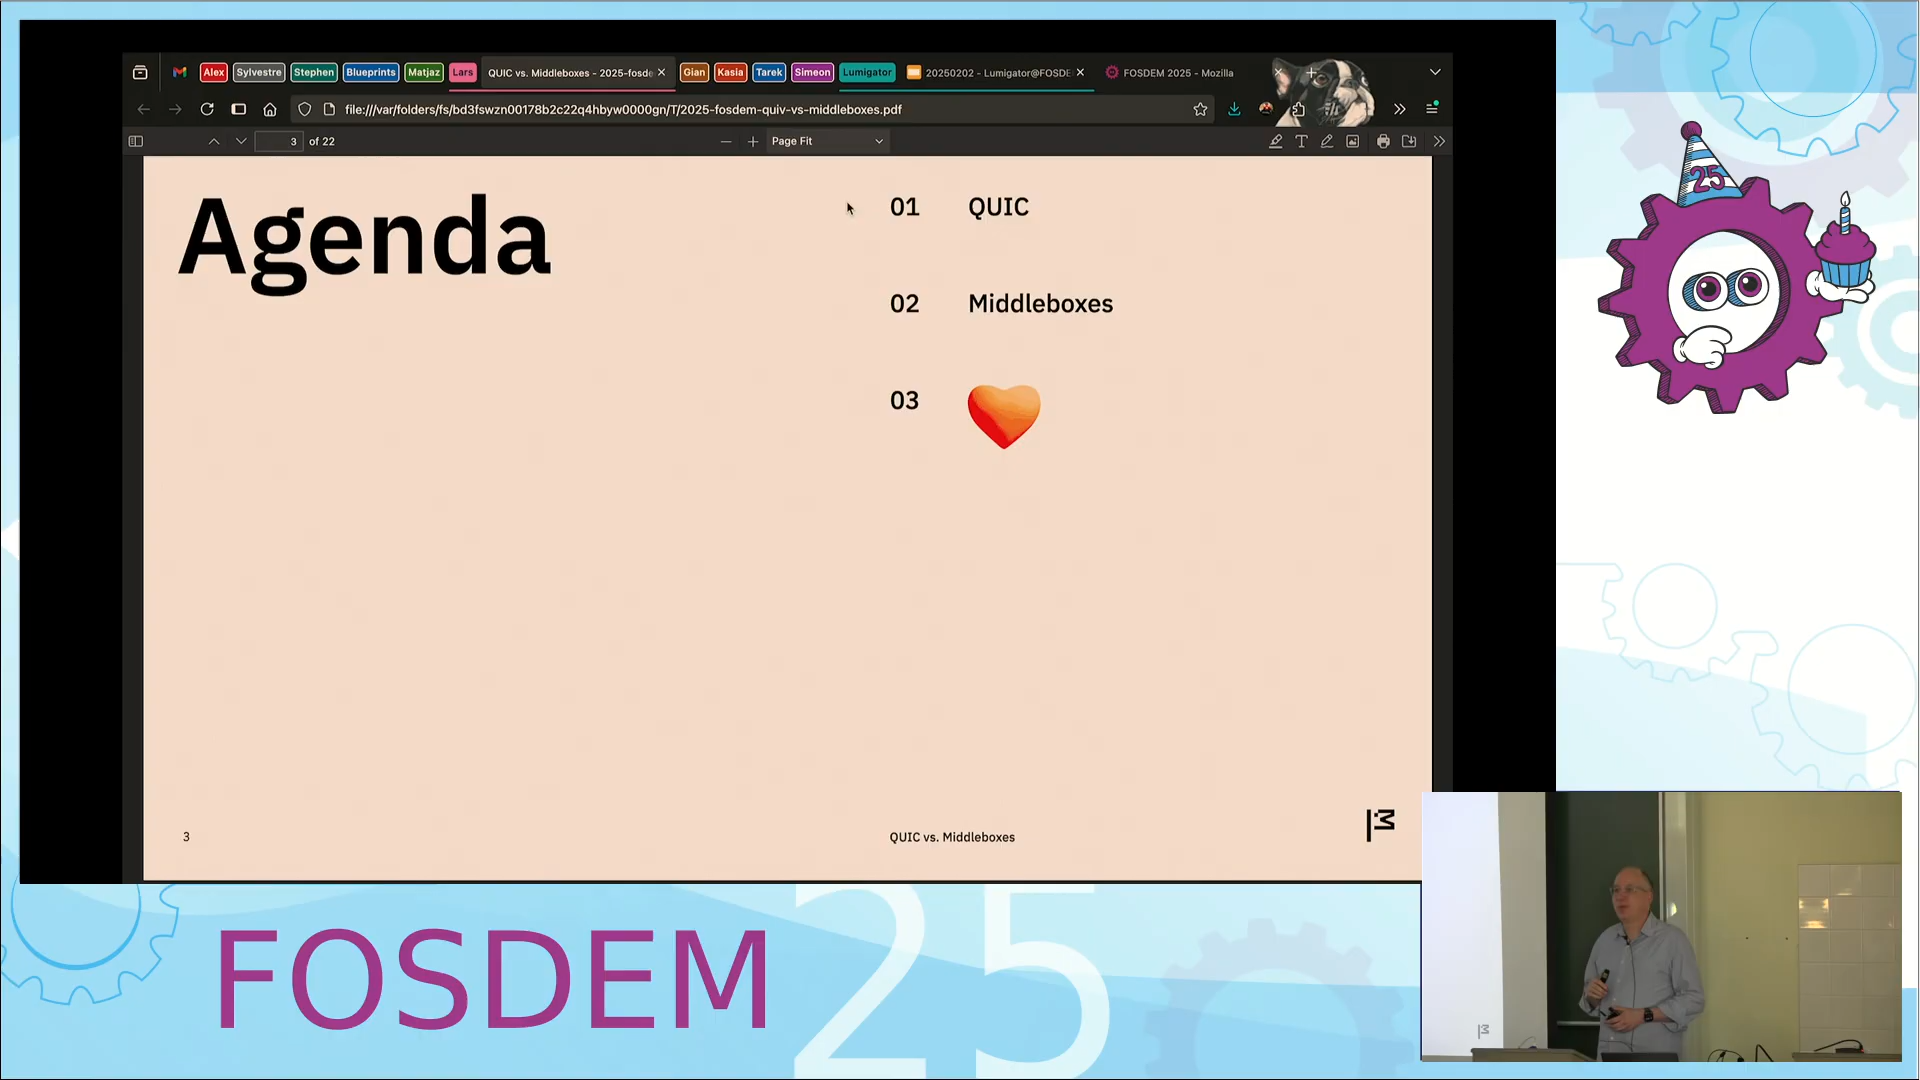 Alex Sylvestre Stephen Blueprints Matjaz Lars QUIC vs. Middleboxes - 2025-fosde Gian Kasia Tarek Simeon Lumigator 20250202 - Lumigator@FOSDE FOSDEM 2025 - Mozilla
file:///var/folders/fs/bd3fswzn00178b2c22q4hbyw0000gn/T/2025-fosdem-quiv-vs-middleboxes.pdf
3 of 22 Page Fit
Agenda
01 QUIC
02 Middleboxes
03
3 QUIC vs. Middleboxes
25
FOSDEM 25